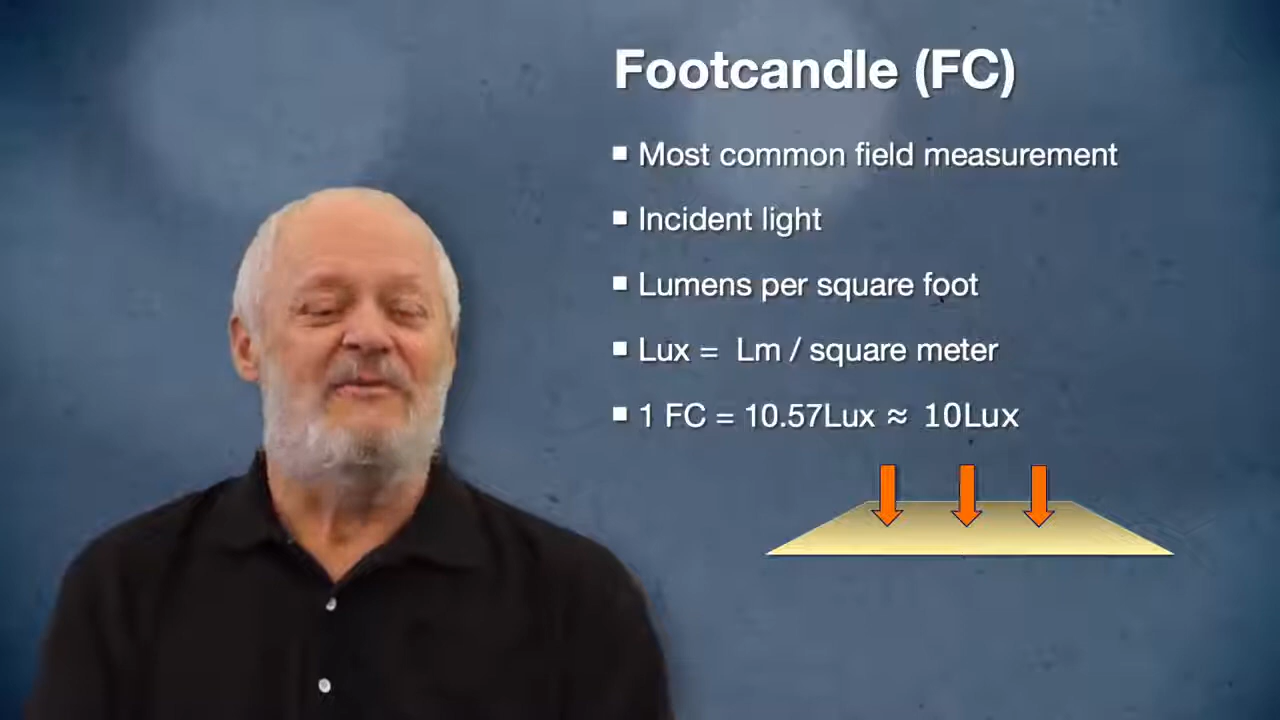 Footcandle (FC)
▪ Most common field measurement
▪ Incident light
▪ Lumens per square foot
▪ Lux = Lm / square meter
▪ 1 FC = 10.57Lux ≈ 10Lux